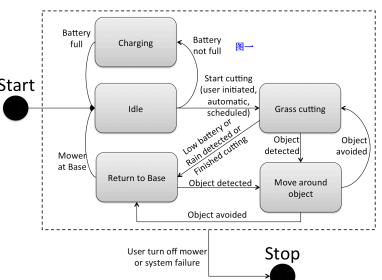 Battery
full
Charging
Battery
not full
图一
Start
Idle
Start cutting
(user initiated,
automatic,
scheduled)
Grass cutting
Low battery or
Rain detected or
Finished cutting
Object
detected
Object
avoided
Mower
at Base
Return to Base
Object detected
Move around
object
Object avoided
User turn off mower
or system failure
Stop